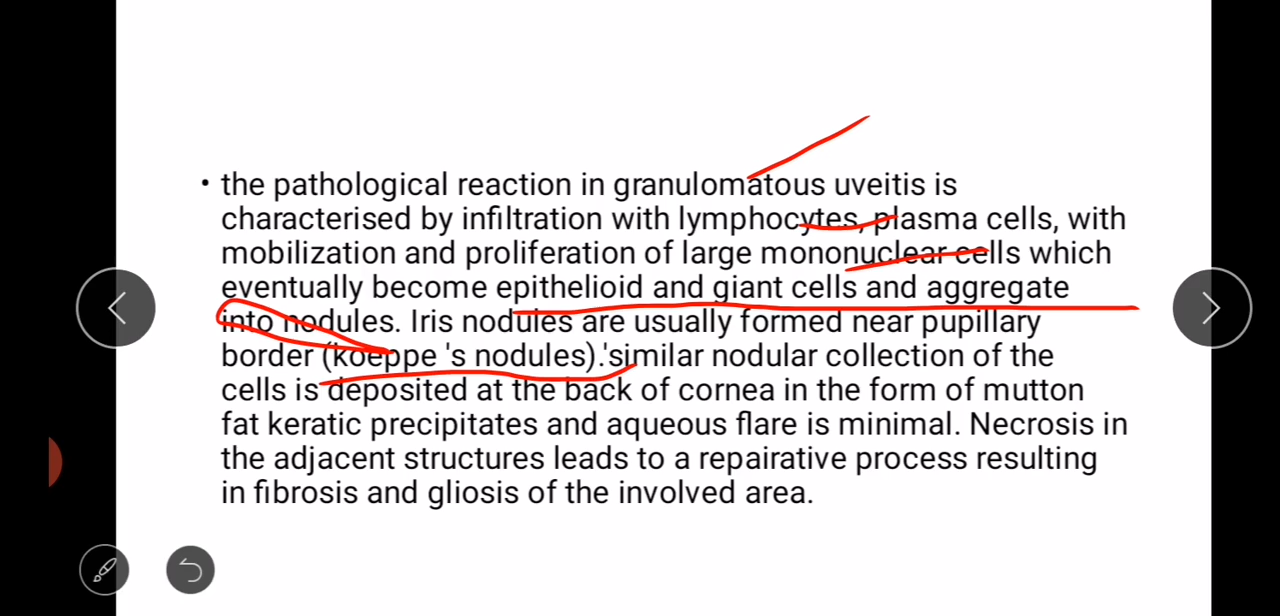 • the pathological reaction in granulomatous uveitis is
characterised by infiltration with lymphocytes, plasma cells, with
mobilization and proliferation of large mononuclear cells which
eventually become epithelioid and giant cells and aggregate
into nodules. Iris nodules are usually formed near pupillary
border (koeppe 's nodules).'similar nodular collection of the
cells is deposited at the back of cornea in the form of mutton
fat keratic precipitates and aqueous flare is minimal. Necrosis in
the adjacent structures leads to a repairative process resulting
in fibrosis and gliosis of the involved area.